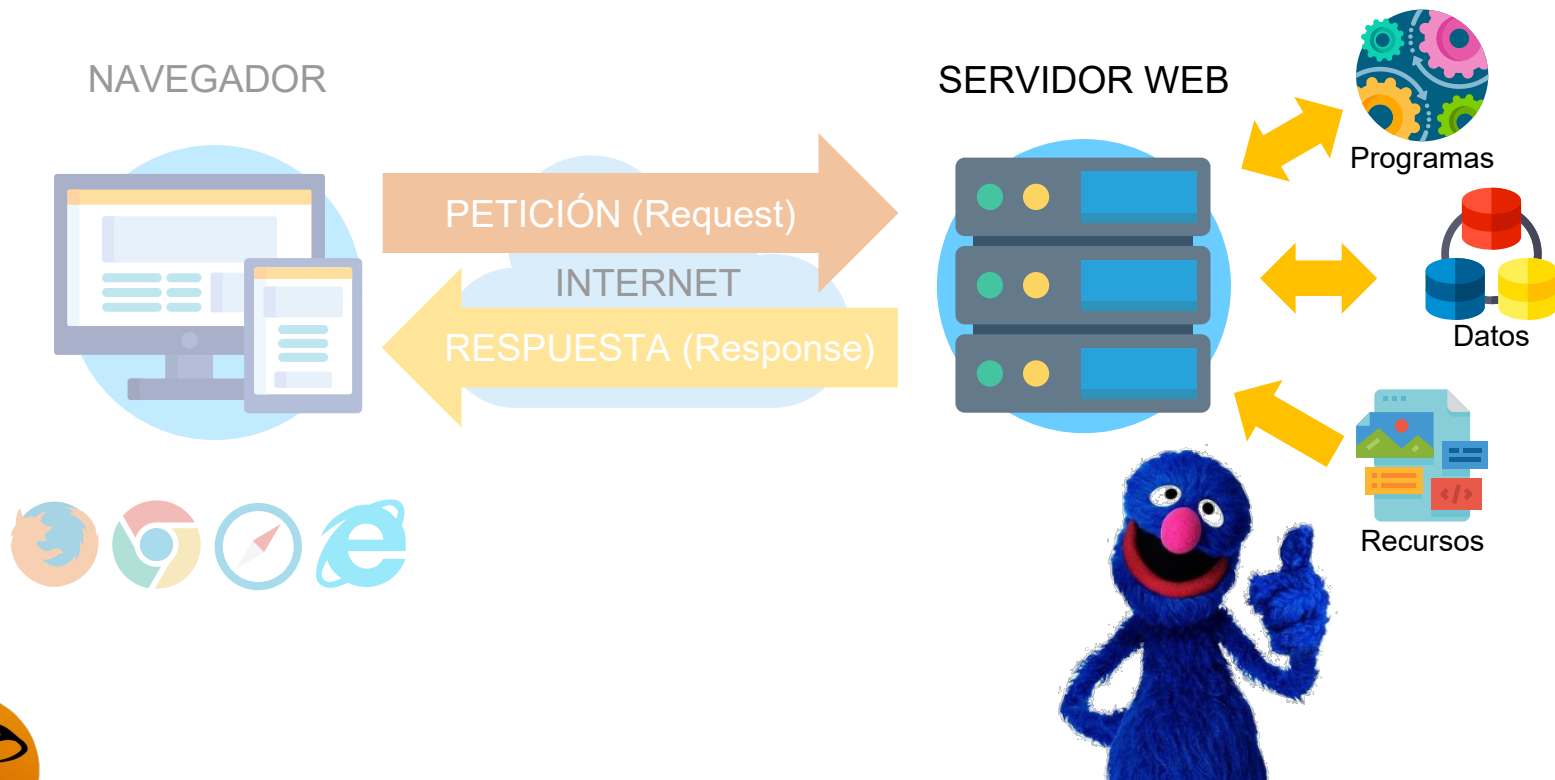 NAVEGADOR
SERVIDOR WEB
Programas
PETICIÓN (Request)
INTERNET
RESPUESTA (Response)
Datos
Recursos